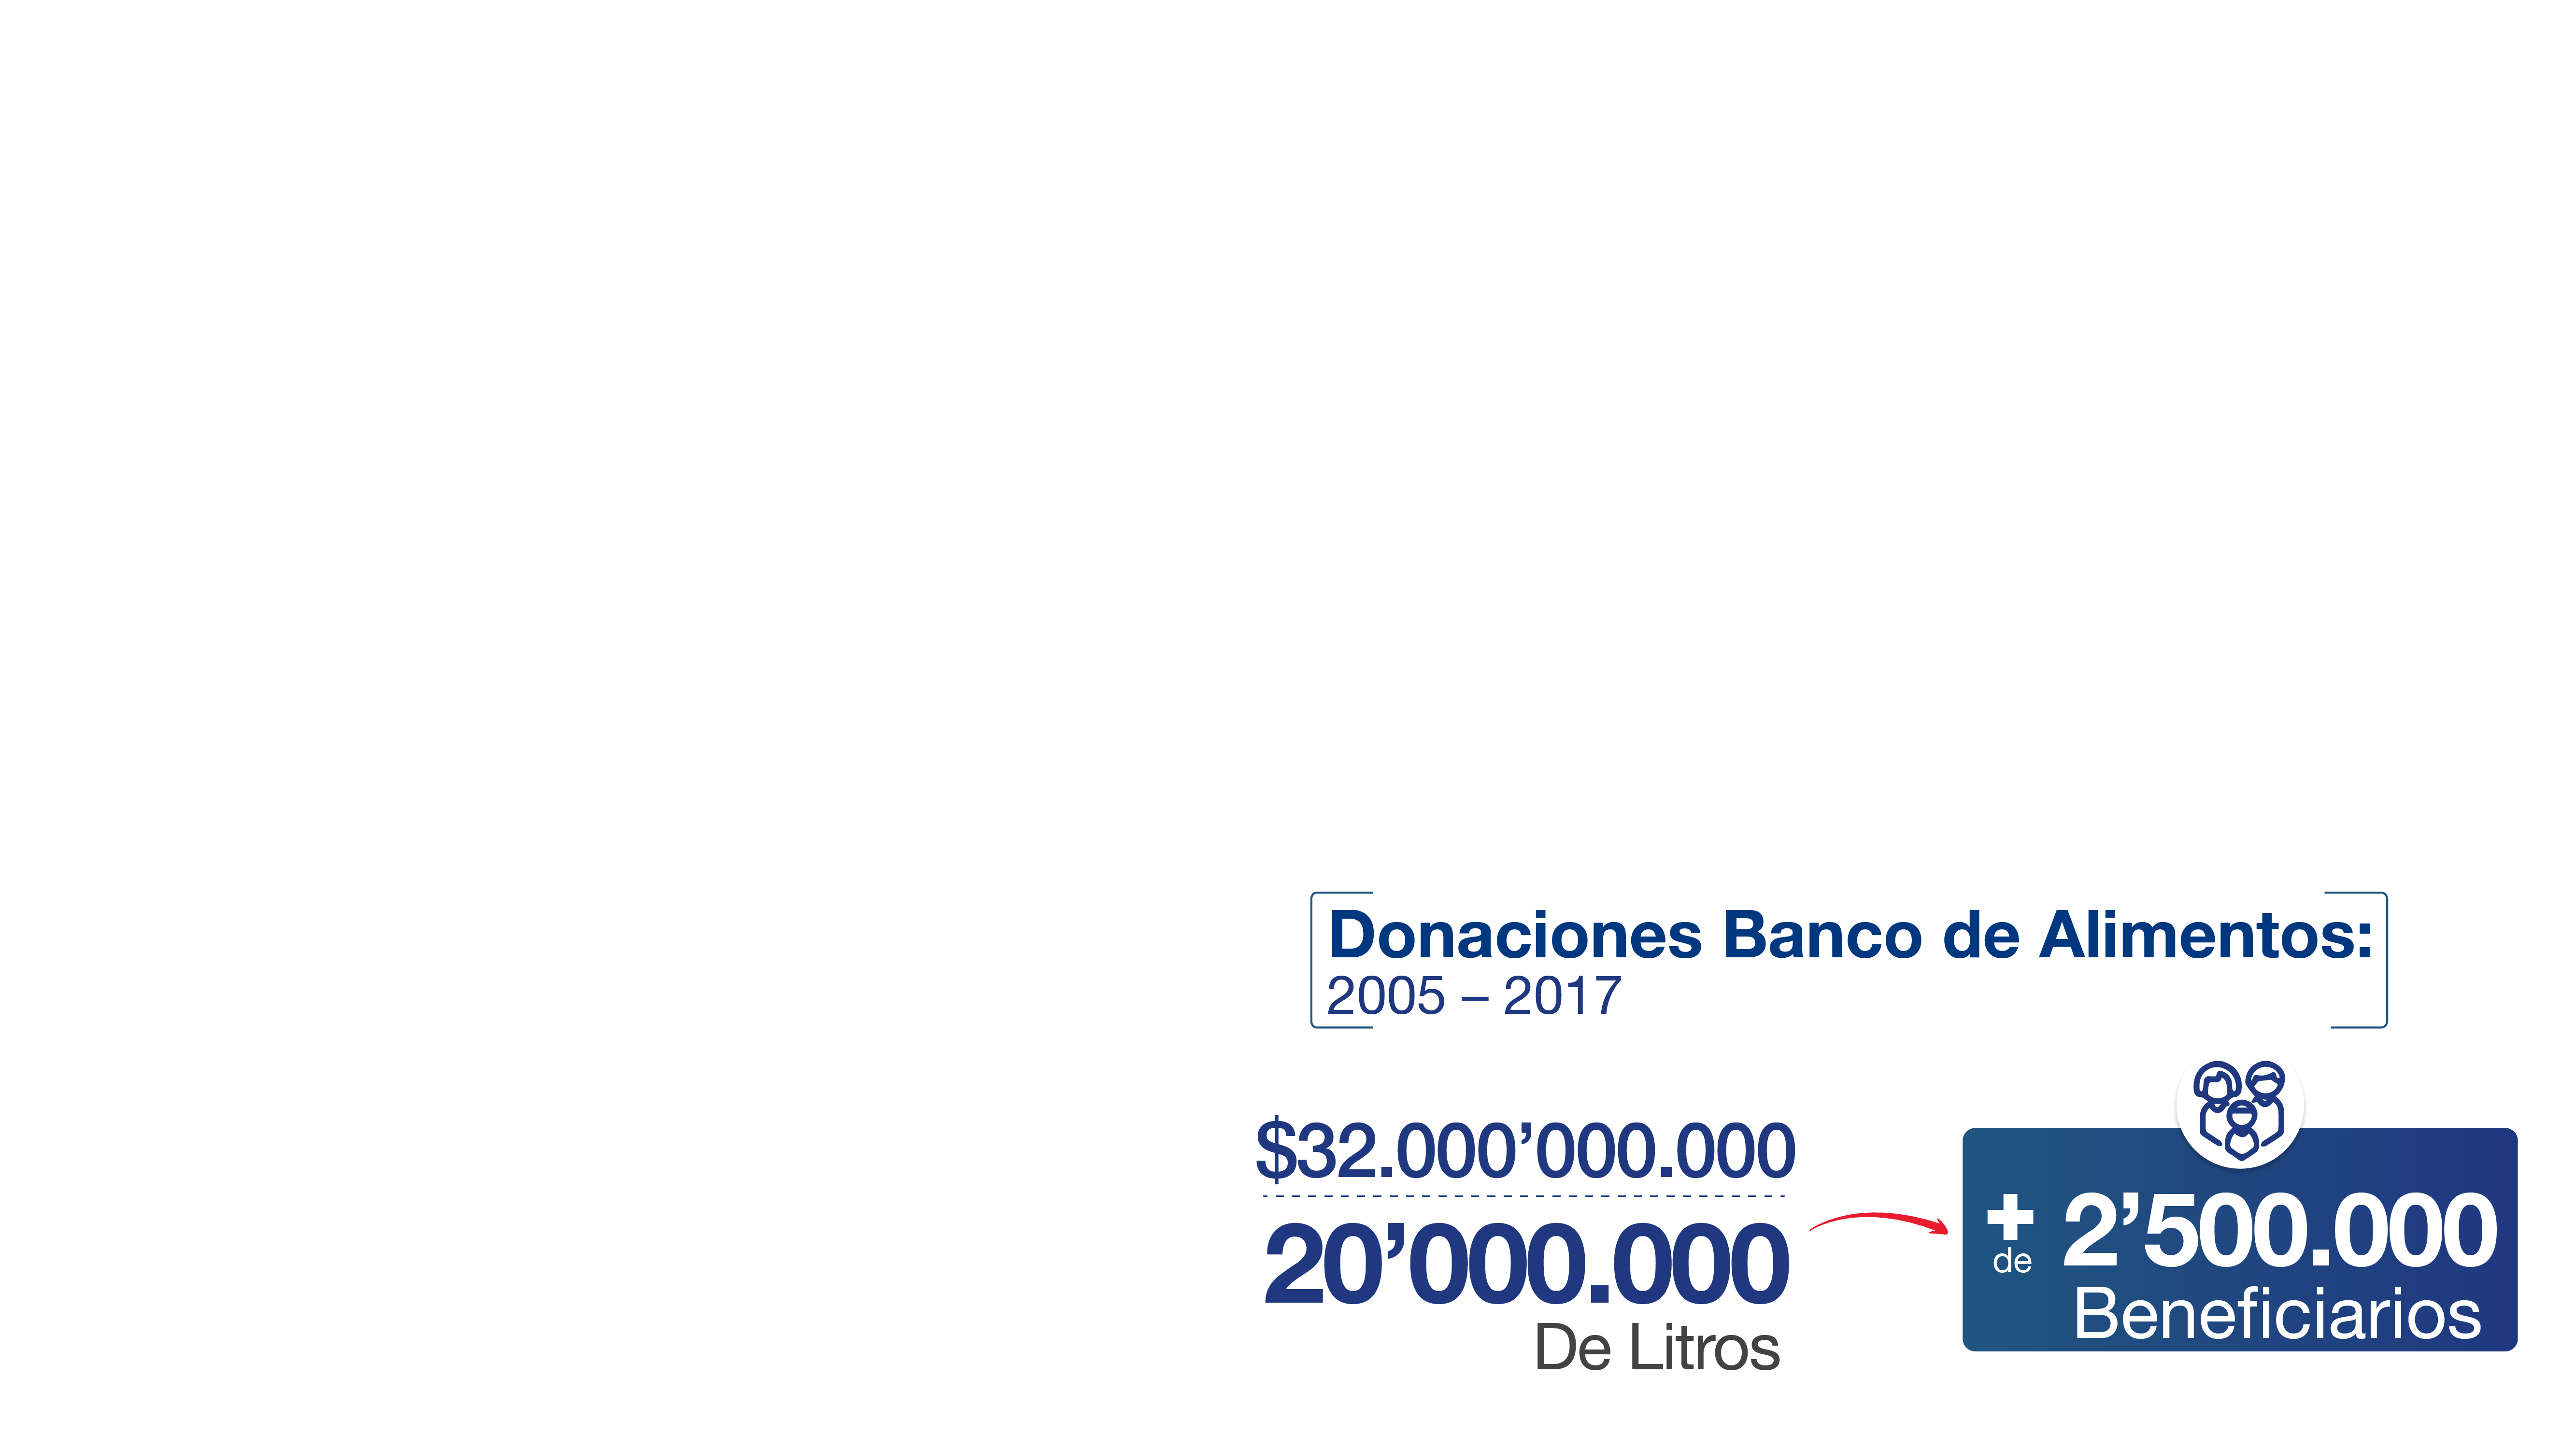 Donaciones Banco de Alimentos:
2005 – 2017
$32.000’000.000
20’000.000
De Litros
+ de 2’500.000
Beneficiarios